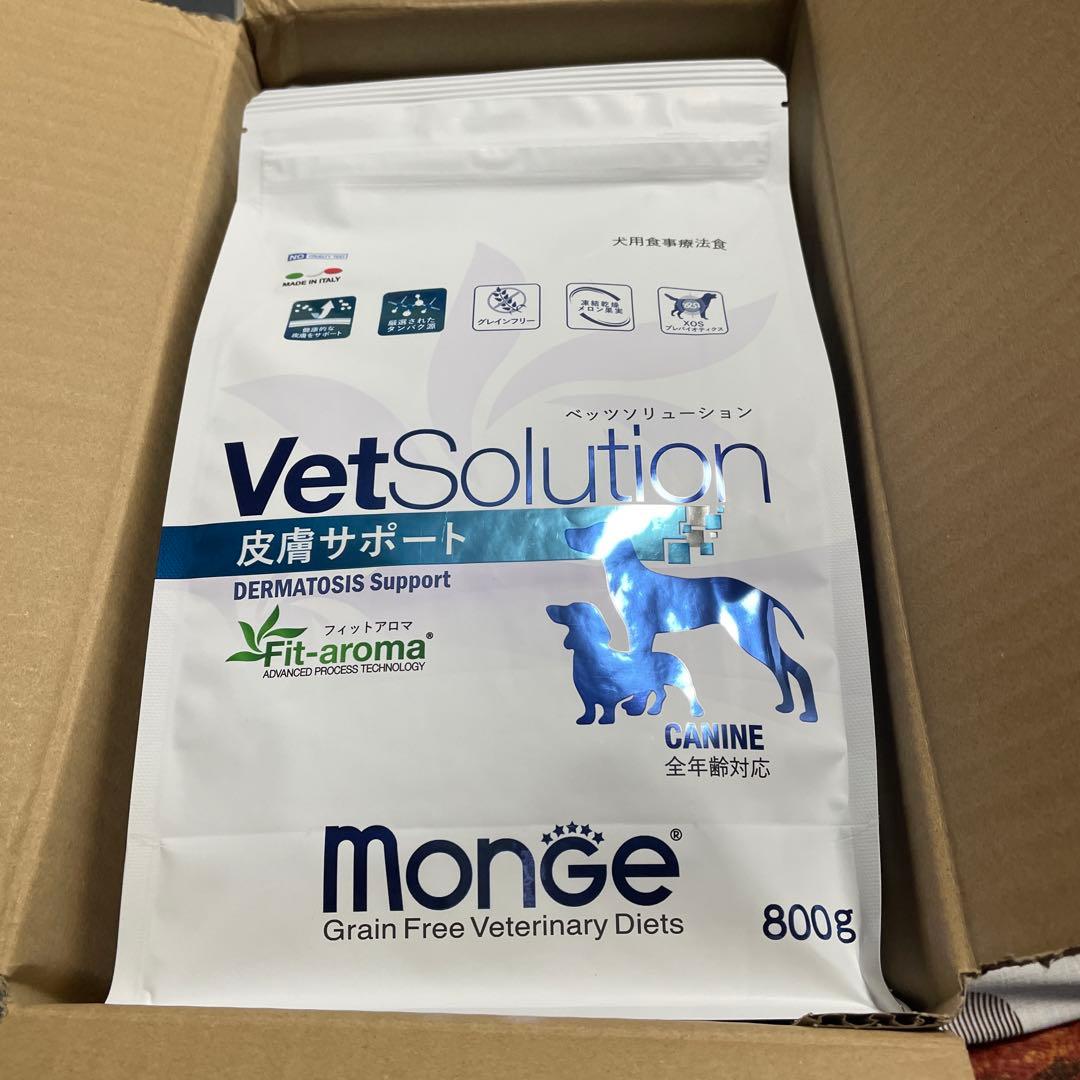 犬用食事療法食
NO CRUELTY TEST
MADE IN ITALY
健康的な
皮膚をサポート
厳選された
タンパク源
グレインフリー
凍結乾燥
メロン果実
XOS
プレバイオティクス
ベッツソリューション
VetSolution
皮膚サポート
DERMATOSIS Support
フィットアロマ
Fit-aroma®
ADVANCED PROCESS TECHNOLOGY
CANINE
全年齢対応
monge®
Grain Free Veterinary Diets
800g